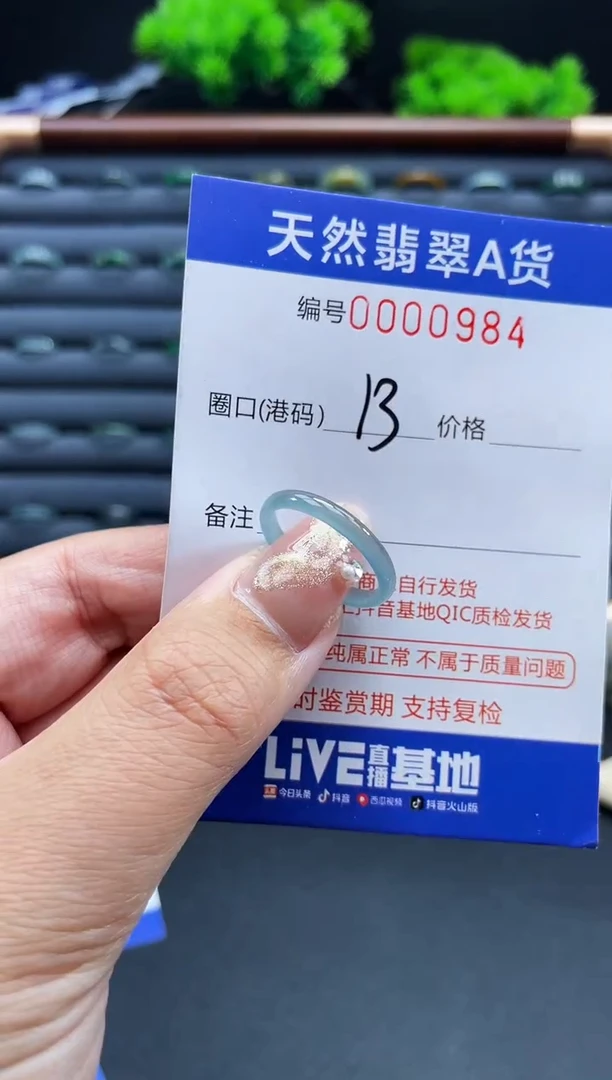 天然翡翠A货
编号0000984
圈口(港码) 13 价格
备注
商 自行发货
抖音基地QIC质检发货
纯属正常 不属于质量问题
时鉴赏期 支持复检
LiVE直播基地
今日头条 抖音 西瓜视频 抖音火山版